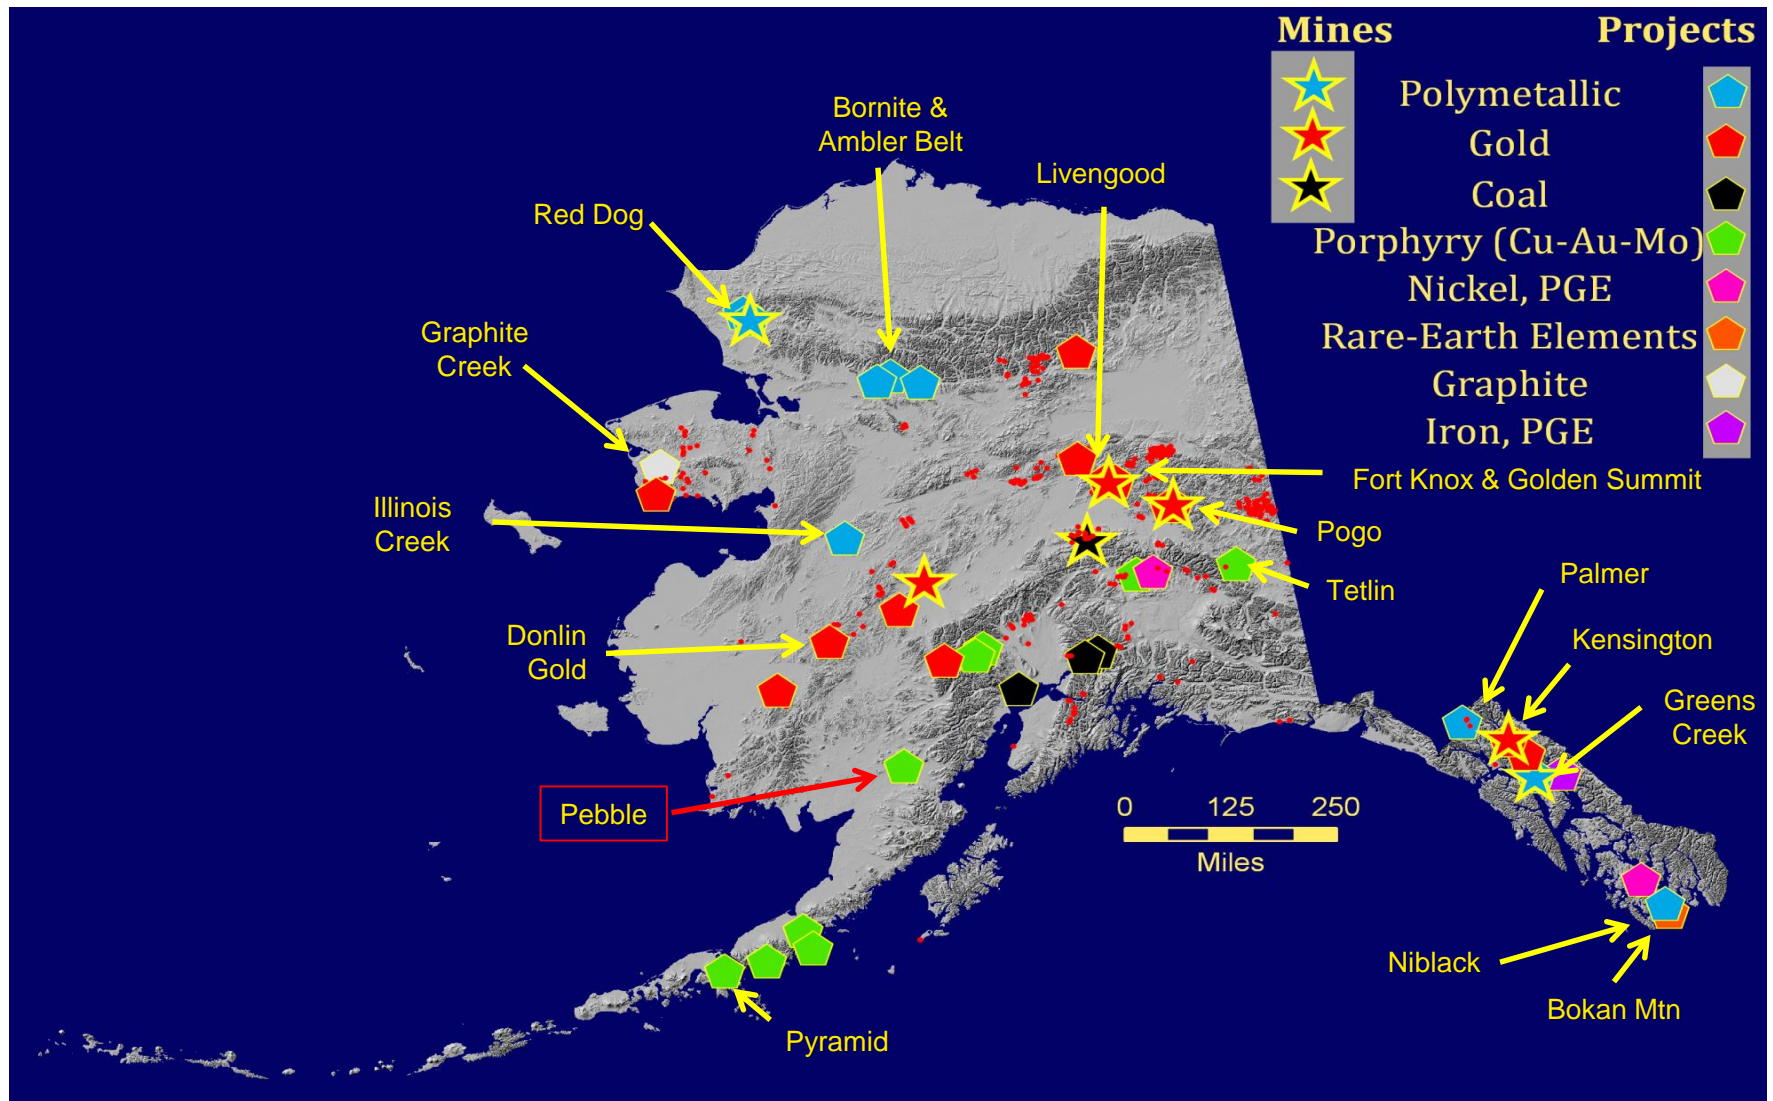 Mines Projects
Polymetallic
Gold
Coal
Porphyry (Cu-Au-Mo)
Nickel, PGE
Rare-Earth Elements
Graphite
Iron, PGE
Bornite &
Ambler Belt
Livengood
Red Dog
Graphite
Creek
Fort Knox & Golden Summit
Illinois
Creek
Pogo
Tetlin
Palmer
Donlin
Gold
Kensington
Greens
Creek
Pebble
0 125 250
Miles
Niblack
Bokan Mtn
Pyramid